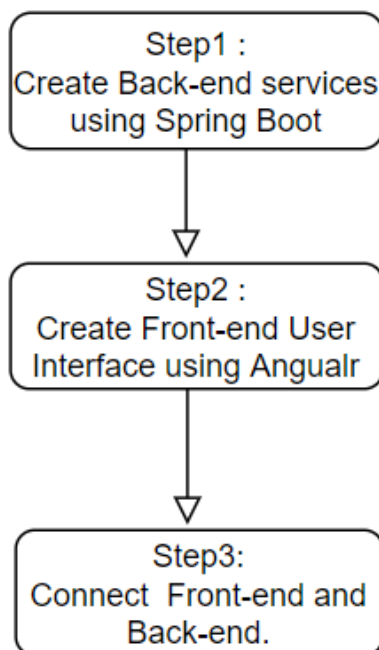 Step1 :
Create Back-end services
using Spring Boot
Step2 :
Create Front-end User
Interface using Angualr
Step3:
Connect  Front-end and
Back-end.